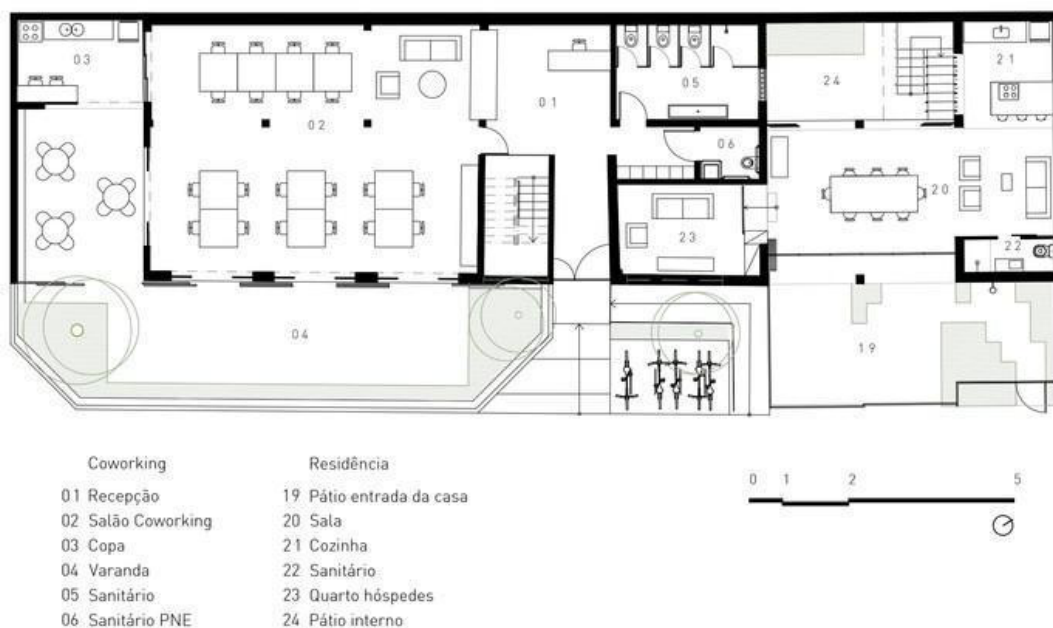 03
02
01
05
06
24
21
20
22
23
04
19
Coworking
01 Recepção
02 Salão Coworking
03 Copa
04 Varanda
05 Sanitário
06 Sanitário PNE
Residência
19 Pátio entrada da casa
20 Sala
21 Cozinha
22 Sanitário
23 Quarto hóspedes
24 Pátio interno
0 1 2 5